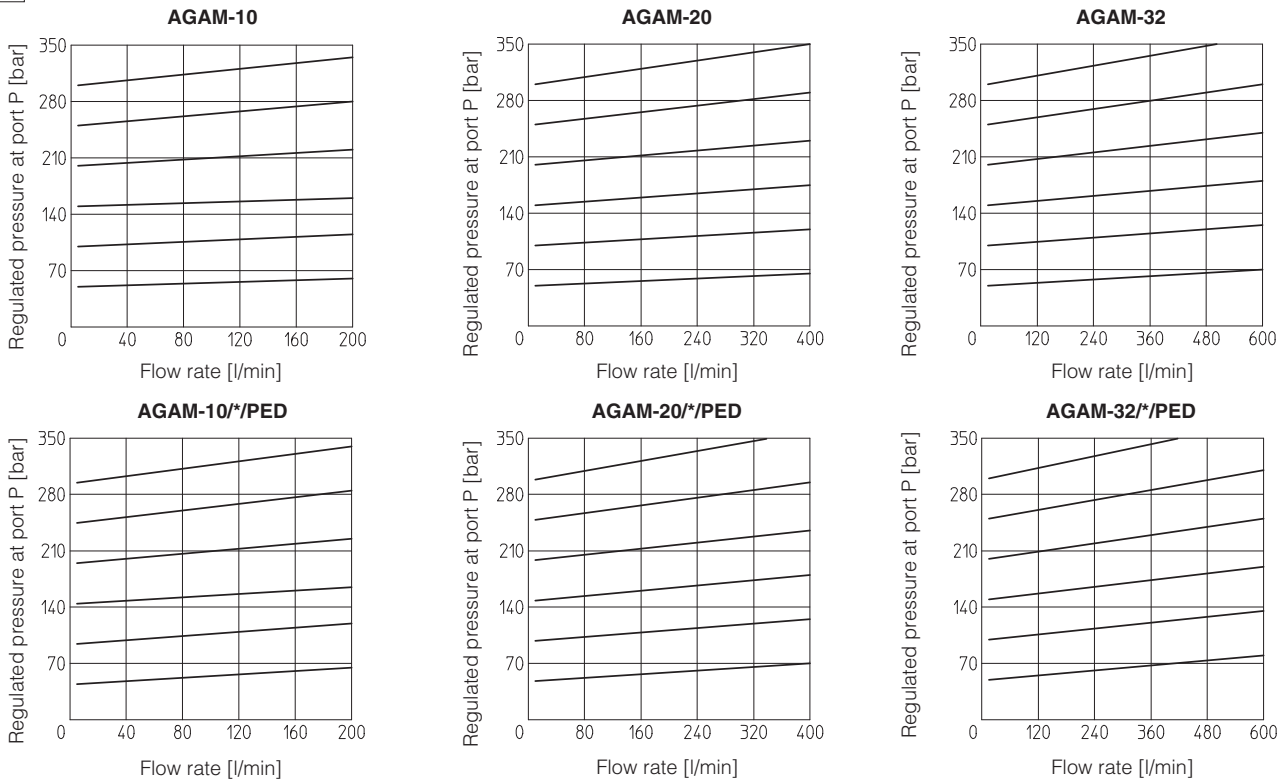 AGAM-10
Regulated pressure at port P [bar]
350
280
210
140
70
0 40 80 120 160 200
Flow rate [l/min]
AGAM-20
Regulated pressure at port P [bar]
350
280
210
140
70
0 80 160 240 320 400
Flow rate [l/min]
AGAM-32
Regulated pressure at port P [bar]
350
280
210
140
70
0 120 240 360 480 600
Flow rate [l/min]
AGAM-10/*/PED
Regulated pressure at port P [bar]
350
280
210
140
70
0 40 80 120 160 200
Flow rate [l/min]
AGAM-20/*/PED
Regulated pressure at port P [bar]
350
280
210
140
70
0 80 160 240 320 400
Flow rate [l/min]
AGAM-32/*/PED
Regulated pressure at port P [bar]
350
280
210
140
70
0 120 240 360 480 600
Flow rate [l/min]